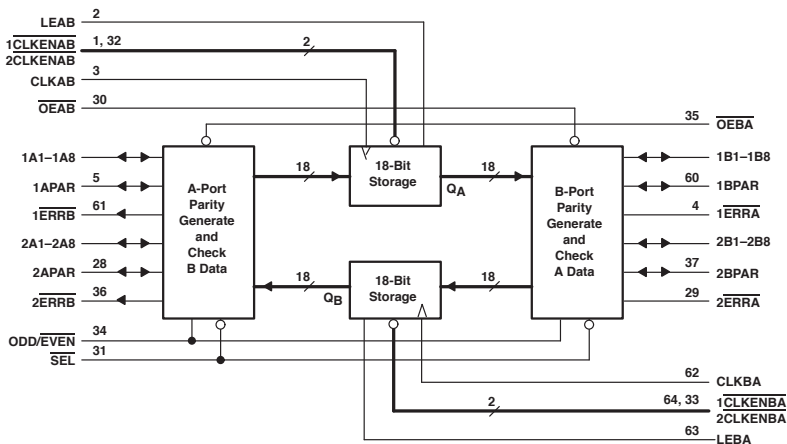 LEAB 2
1CLKENAB 1, 32 2
2CLKENAB
CLKAB 3
OEAB 30
35 OEBA
1A1–1A8
1APAR 5
1ERRB 61
2A1–2A8
2APAR 28
2ERRB 36
A-Port
Parity
Generate
and
Check
B Data
18
18-Bit
Storage
QA
18
18
QB
18-Bit
Storage
18
B-Port
Parity
Generate
and
Check
A Data
1B1–1B8
60 1BPAR
4 1ERRA
2B1–2B8
37 2BPAR
29 2ERRA
ODD/EVEN 34
SEL 31
62 CLKBA
2 64, 33 1CLKENBA
2CLKENBA
63 LEBA